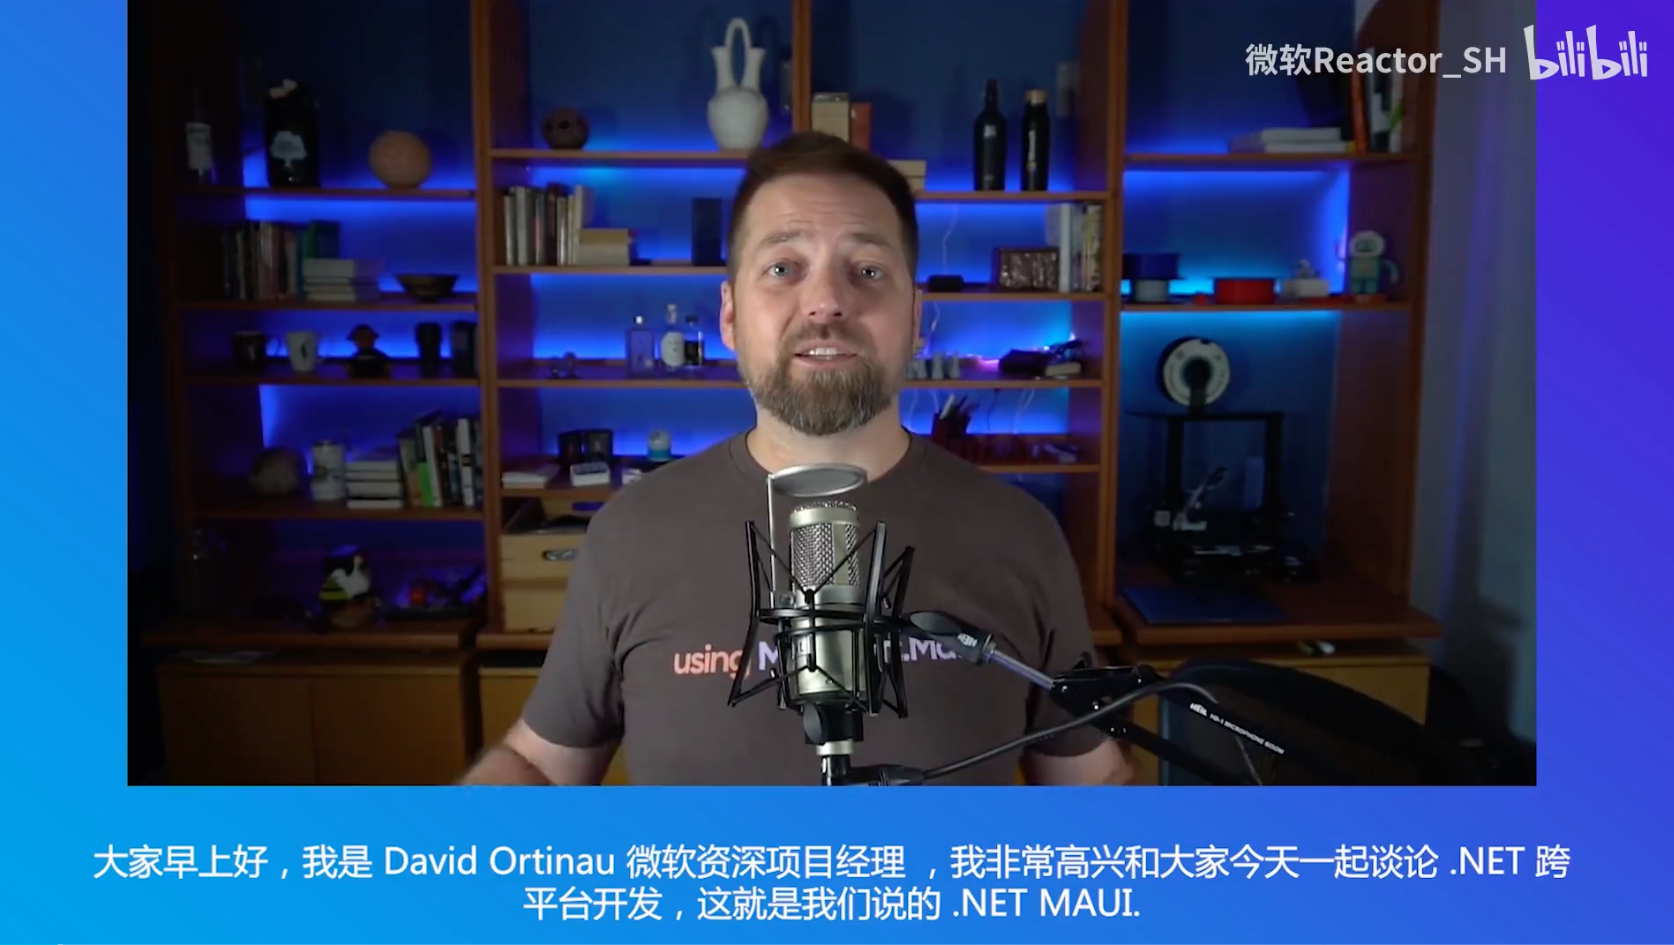 微软Reactor_SH bilibili
using
大家早上好，我是 David Ortinau 微软资深项目经理 ，我非常高兴和大家今天一起谈论 .NET 跨
平台开发，这就是我们说的 .NET MAUI.